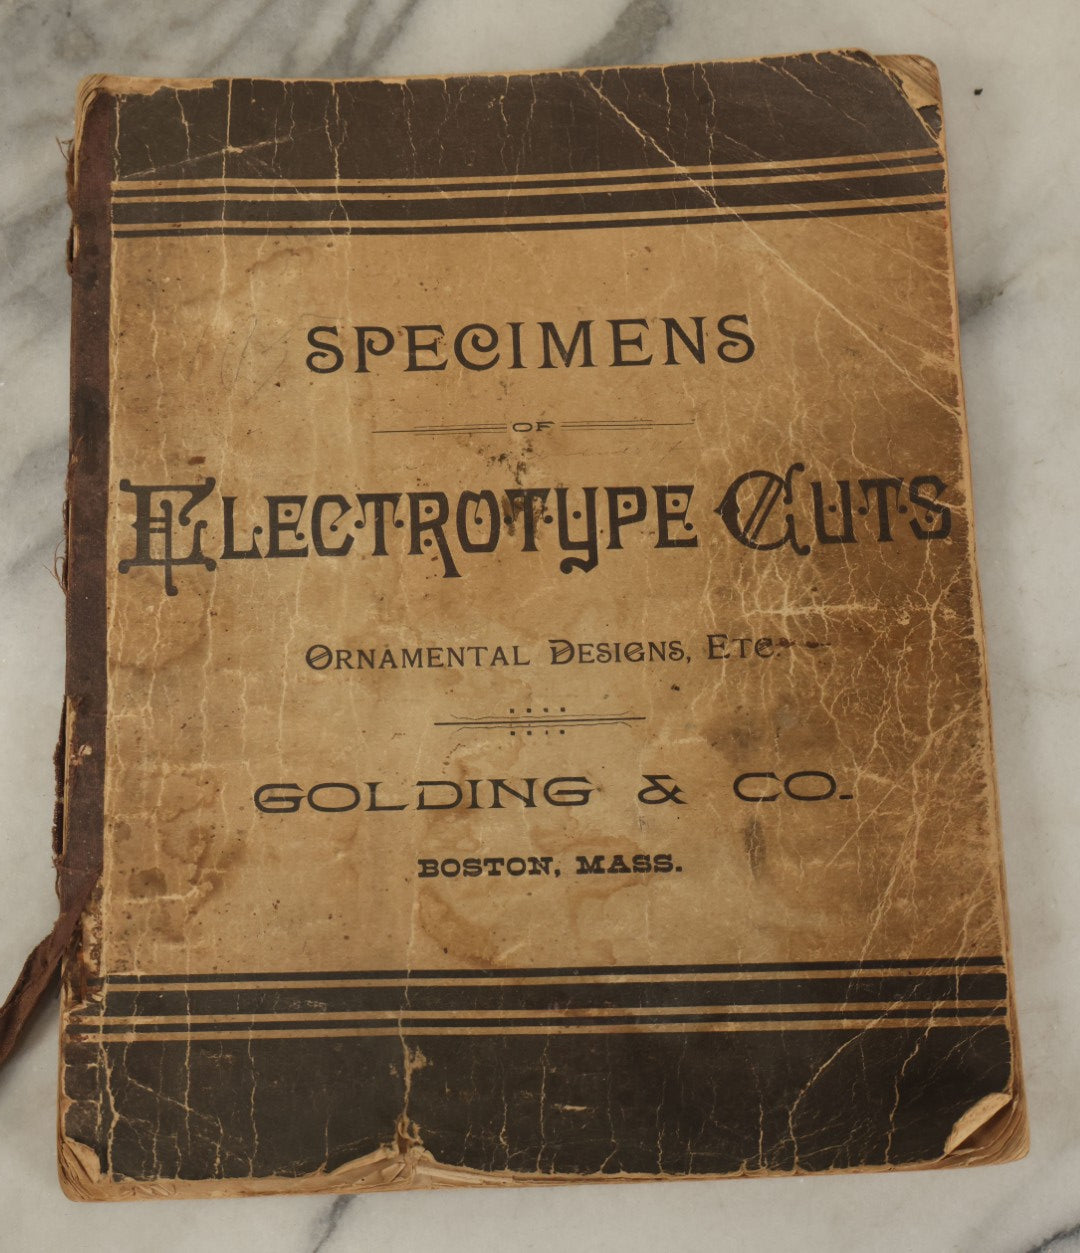 SPECIMENS
OF
ELECTROTYPE CUTS
ORNAMENTAL DESIGNS, ETC.
GOLDING & CO.
BOSTON, MASS.